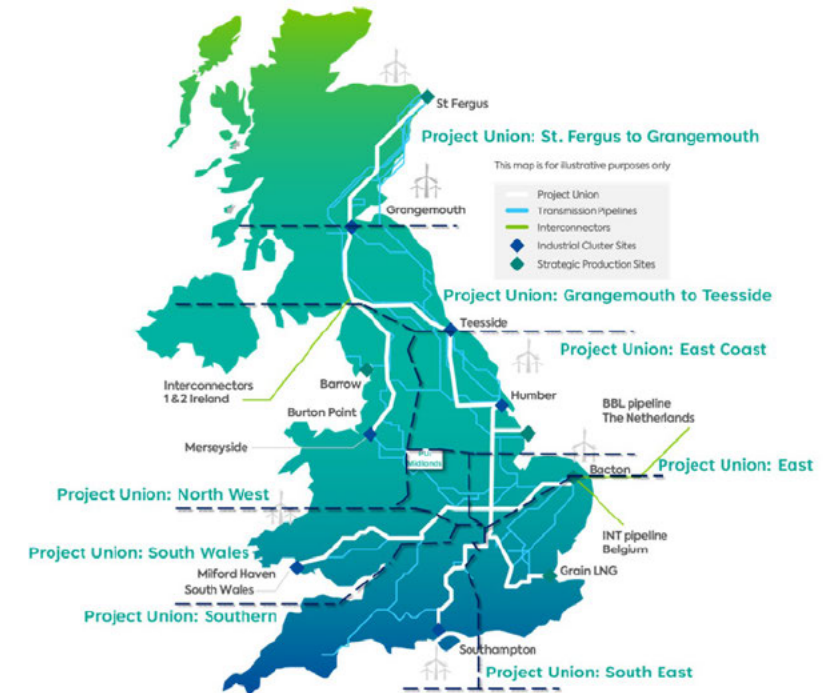 St Fergus
Project Union: St. Fergus to Grangemouth
This map is for illustrative purposes only
Project Union
Transmission Pipelines
Interconnectors
Industrial Cluster Sites
Strategic Production Sites
Grangemouth
Project Union: Grangemouth to Teesside
Teesside
Project Union: East Coast
Interconnectors
1&2 Ireland
Barrow
Burton Point
Merseyside
Humber
BBL pipeline
The Netherlands
Midlands
Bacton
Project Union: East
Project Union: North West
INT pipeline
Belgium
Project Union: South Wales
Milford Haven
South Wales
Grain LNG
Project Union: Southern
Southampton
Project Union: South East